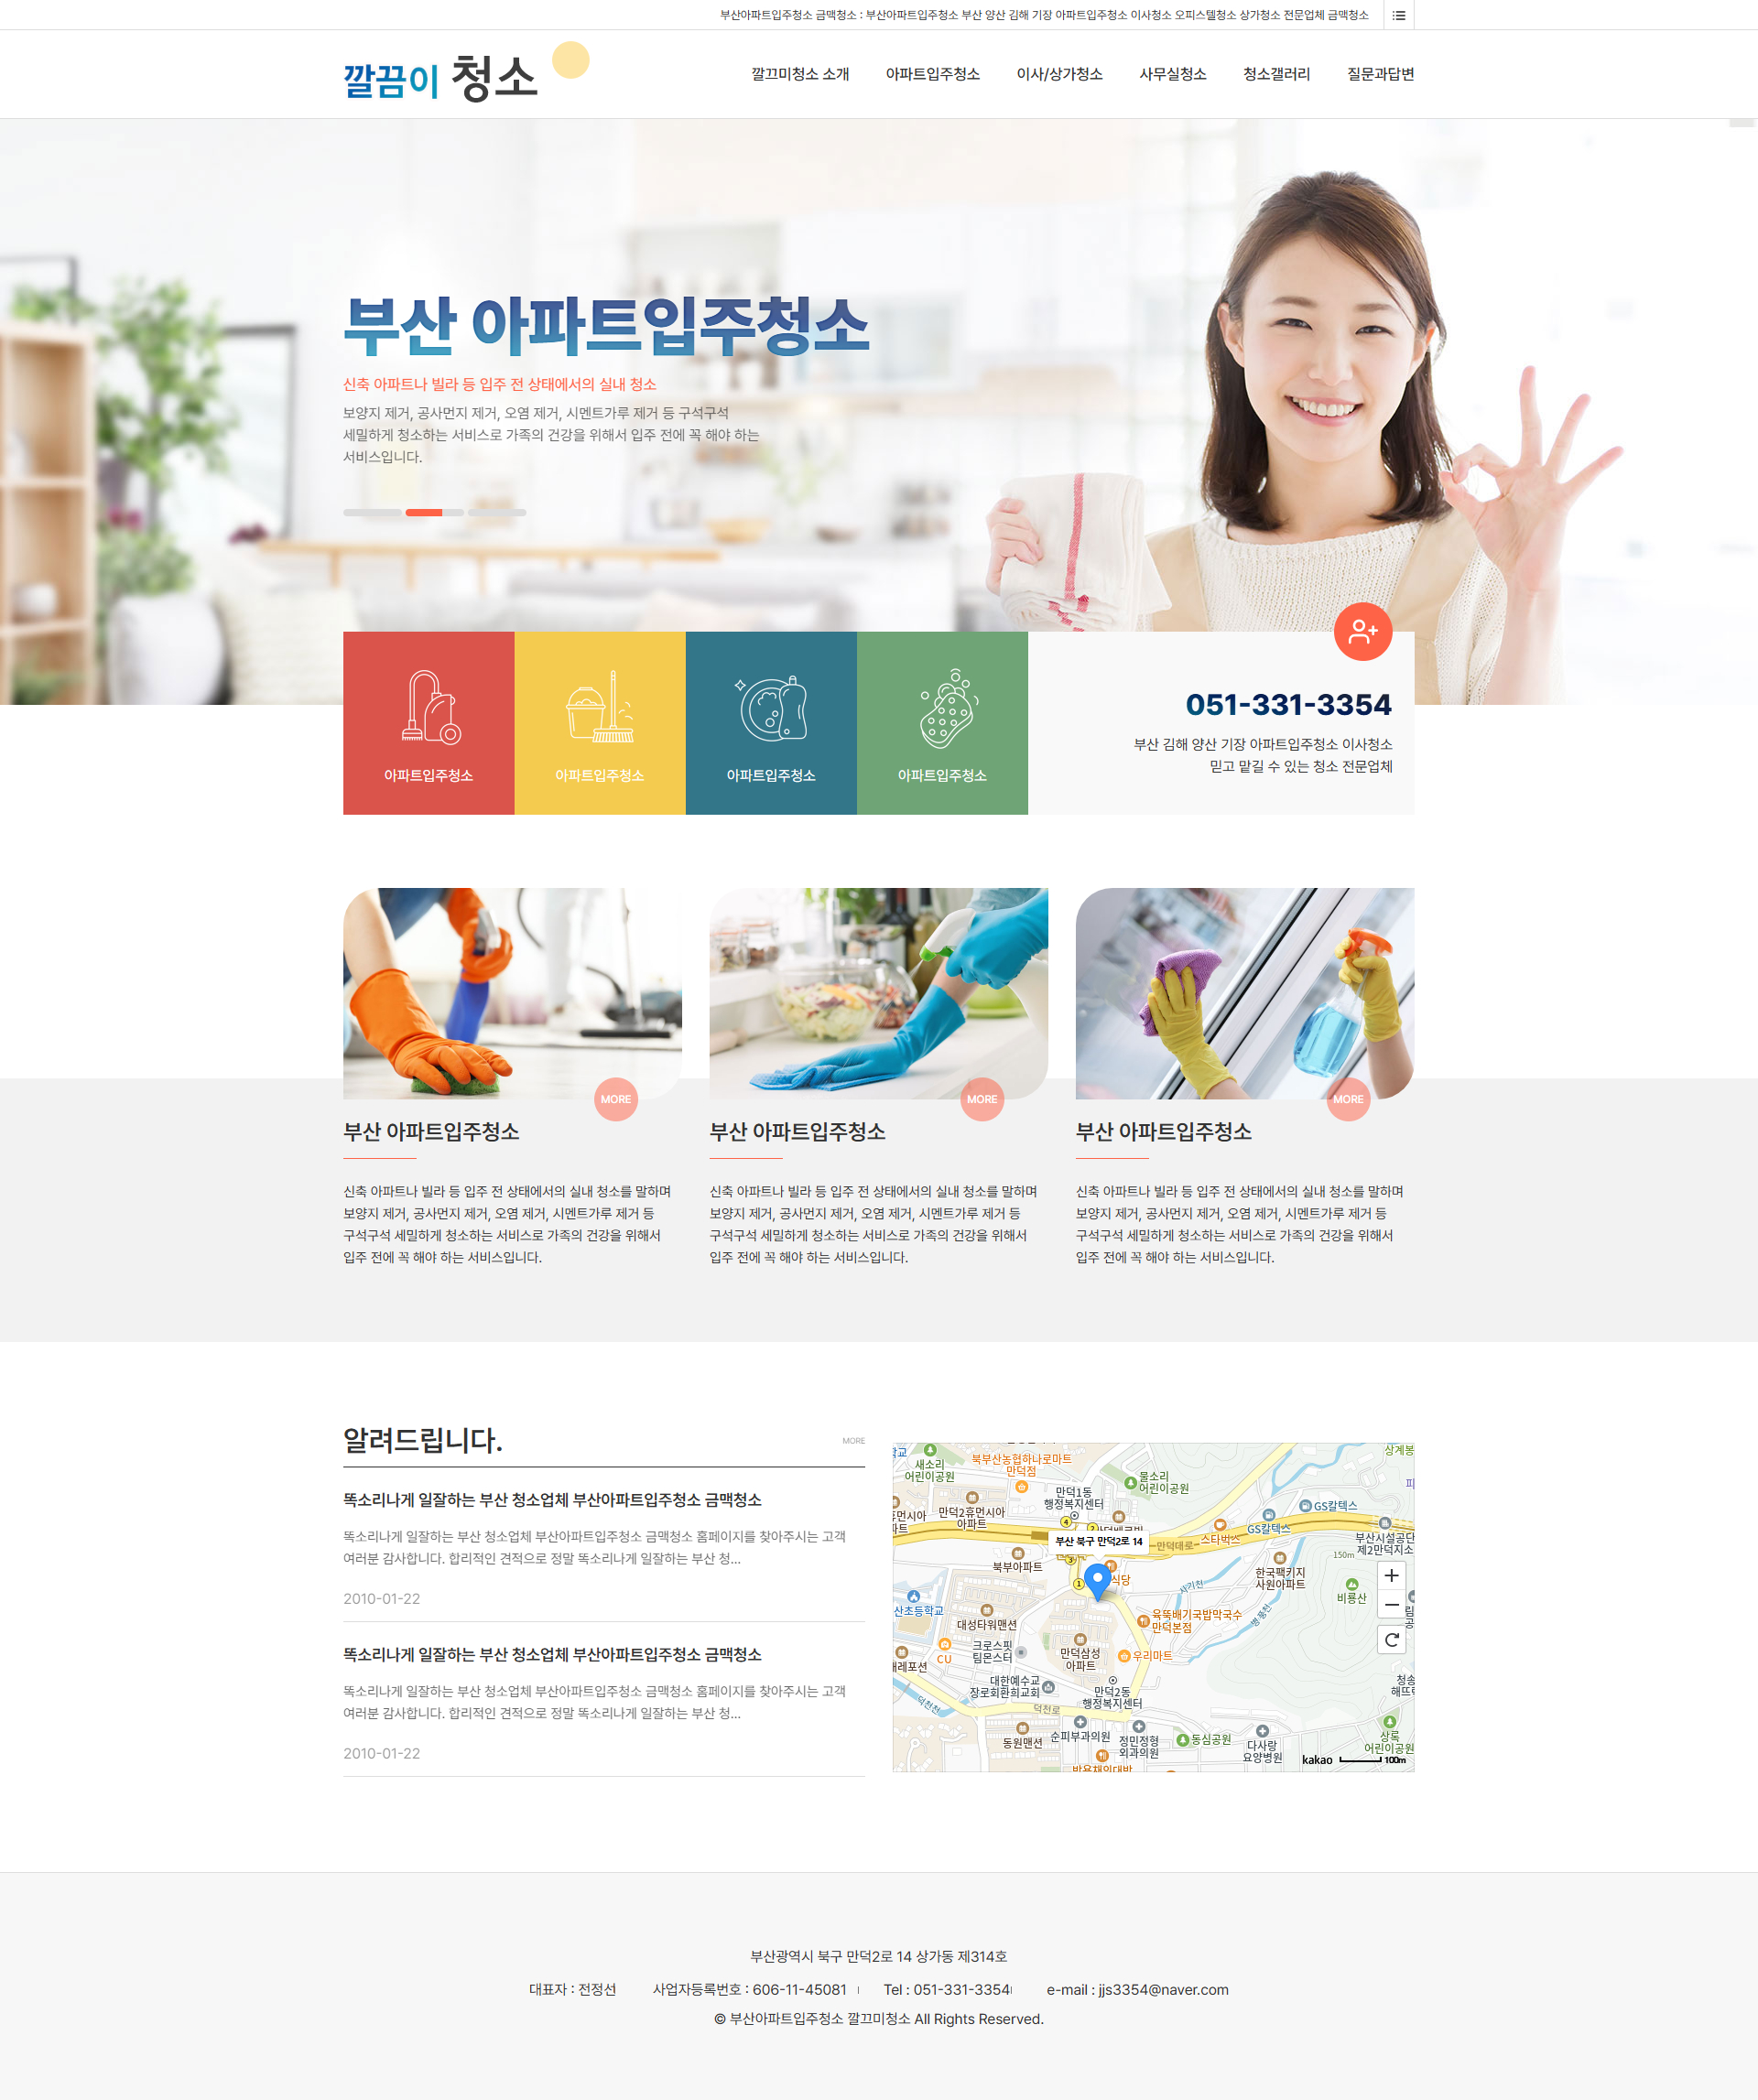 부산아파트입주청소 금맥청소 : 부산아파트입주청소 부산 양산 김해 기장 아파트입주청소 이사청소 오피스텔청소 상가청소 전문업체 금맥청소
깔끔이 청소
깔끄미청소 소개 아파트입주청소 이사/상가청소 사무실청소 청소갤러리 질문과답변
부산 아파트입주청소
신축 아파트나 빌라 등 입주 전 상태에서의 실내 청소
보양지 제거, 공사먼지 제거, 오염 제거, 시멘트가루 제거 등 구석구석
세밀하게 청소하는 서비스로 가족의 건강을 위해서 입주 전에 꼭 해야 하는
서비스입니다.
아파트입주청소 아파트입주청소 아파트입주청소 아파트입주청소
051-331-3354
부산 김해 양산 기장 아파트입주청소 이사청소
믿고 맡길 수 있는 청소 전문업체
MORE MORE MORE
부산 아파트입주청소
신축 아파트나 빌라 등 입주 전 상태에서의 실내 청소를 말하며
보양지 제거, 공사먼지 제거, 오염 제거, 시멘트가루 제거 등
구석구석 세밀하게 청소하는 서비스로 가족의 건강을 위해서
입주 전에 꼭 해야 하는 서비스입니다.
부산 아파트입주청소
신축 아파트나 빌라 등 입주 전 상태에서의 실내 청소를 말하며
보양지 제거, 공사먼지 제거, 오염 제거, 시멘트가루 제거 등
구석구석 세밀하게 청소하는 서비스로 가족의 건강을 위해서
입주 전에 꼭 해야 하는 서비스입니다.
부산 아파트입주청소
신축 아파트나 빌라 등 입주 전 상태에서의 실내 청소를 말하며
보양지 제거, 공사먼지 제거, 오염 제거, 시멘트가루 제거 등
구석구석 세밀하게 청소하는 서비스로 가족의 건강을 위해서
입주 전에 꼭 해야 하는 서비스입니다.
알려드립니다.
MORE
똑소리나게 일잘하는 부산 청소업체 부산아파트입주청소 금맥청소
똑소리나게 일잘하는 부산 청소업체 부산아파트입주청소 금맥청소 홈페이지를 찾아주시는 고객
여러분 감사합니다. 합리적인 견적으로 정말 똑소리나게 일잘하는 부산 청...
2010-01-22
똑소리나게 일잘하는 부산 청소업체 부산아파트입주청소 금맥청소
똑소리나게 일잘하는 부산 청소업체 부산아파트입주청소 금맥청소 홈페이지를 찾아주시는 고객
여러분 감사합니다. 합리적인 견적으로 정말 똑소리나게 일잘하는 부산 청...
2010-01-22
학교
새소리
어린이공원
북부산농협하나로마트
만덕점
물소리
어린이공원
상계봉
만덕1동
행정복지센터
만덕2휴먼시아
아파트
GS칼텍스
GS칼텍스
스타벅스
부산시설공단
제2만덕지소
부산 북구 만덕2로 14
만덕대로
북부아파트
150m
한국팩키지
사원아파트
비룡산
식당
사기천
병풍천
산초등학교
대성타워맨션
육뚝배기국밥막국수
만덕본점
CU
크로스핏
팀몬스터
만덕삼성
아파트
우리마트
래포션
대한예수교
장로회환희교회
만덕2동
행정복지센터
덕천천
덕천로
동원맨션
순피부과의원
정민정형
외과의원
동심공원
다사랑
요양병원
상록
어린이공원
kakao 100m
부산광역시 북구 만덕2로 14 상가동 제314호
대표자 : 전정선 사업자등록번호 : 606-11-45081 Tel : 051-331-3354 e-mail : jjs3354@naver.com
© 부산아파트입주청소 깔끄미청소 All Rights Reserved.